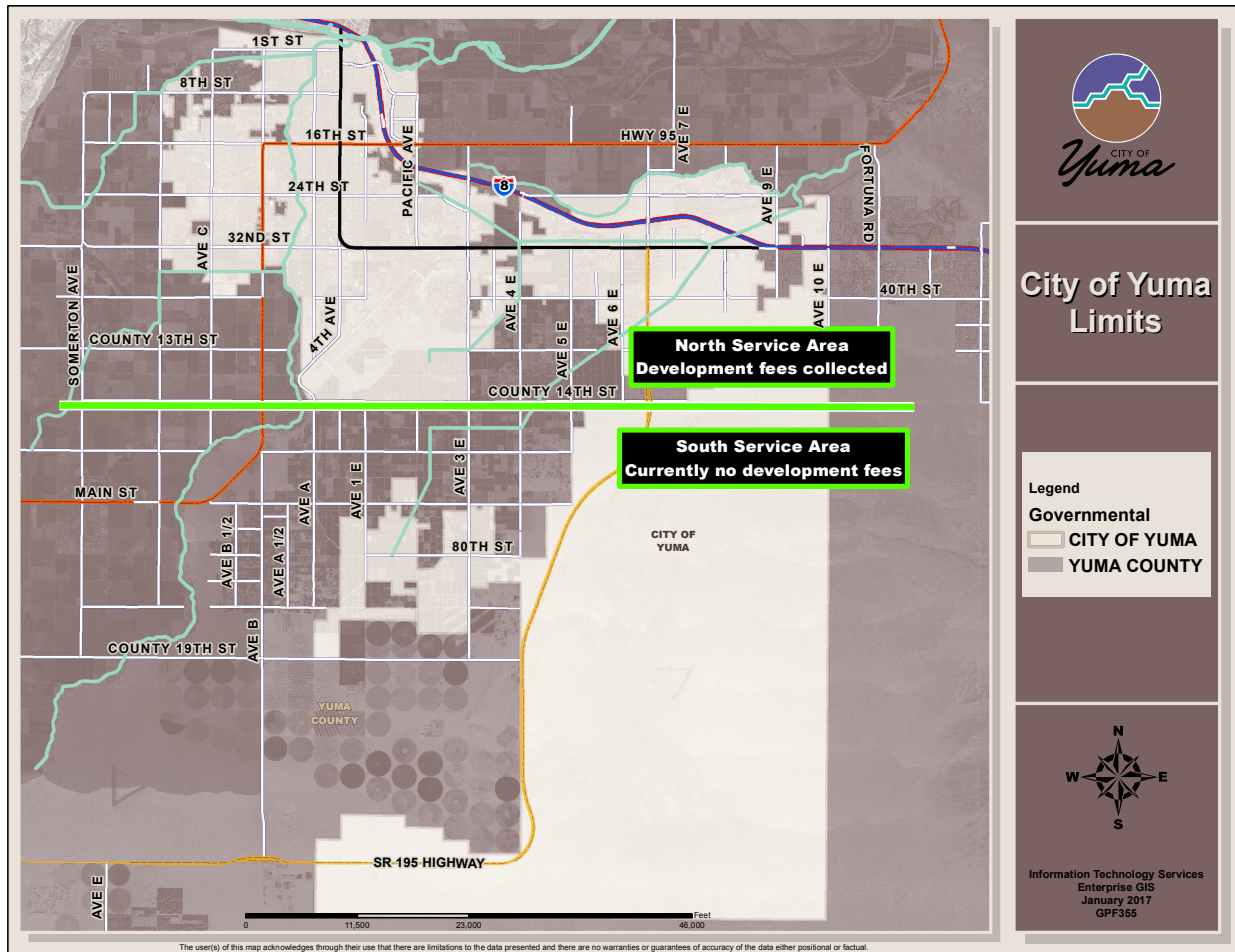 1ST ST
8TH ST
16TH ST
HWY 95
AVE 7 E
PACIFIC AVE
24TH ST
8
AVE 9 E
FORTUNA RD
AVE C
32ND ST
SOMERTON AVE
4TH AVE
AVE 4 E
AVE 5 E
AVE 6 E
AVE 10 E
40TH ST
COUNTY 13TH ST
North Service Area
Development fees collected
COUNTY 14TH ST
South Service Area
Currently no development fees
MAIN ST
AVE A
AVE 1 E
AVE 3 E
AVE B 1/2
AVE A 1/2
80TH ST
CITY OF
YUMA
COUNTY 19TH ST
AVE B
YUMA
COUNTY
SR 195 HIGHWAY
AVE E
Feet
0
11,500
23,000
46,000
The user(s) of this map acknowledges through their use that there are limitations to the data presented and there are no warranties or guarantees of accuracy of the data either positional or factual.
CITY OF
Yuma
City of Yuma
Limits
Legend
Governmental
CITY OF YUMA
YUMA COUNTY
N
W
E
S
Information Technology Services
Enterprise GIS
January 2017
GPF355